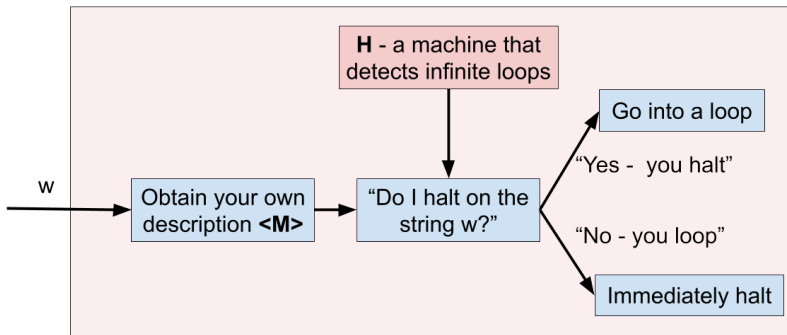 H - a machine that
detects infinite loops
Go into a loop
“Yes - you halt”
w
Obtain your own
description <M>
“Do I halt on the
string w?”
“No - you loop”
Immediately halt